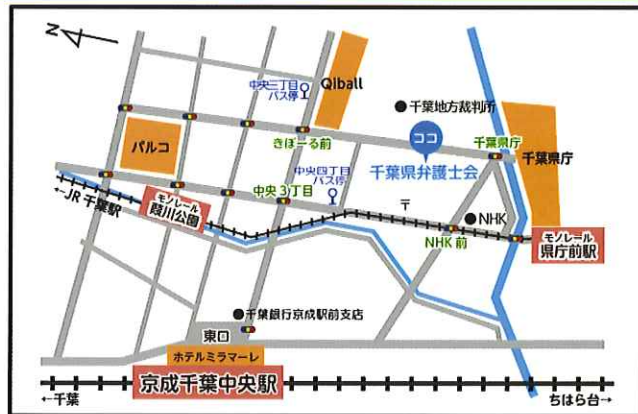 N
中央三丁目
バス停
Qiball
千葉地方裁判所
ココ
パルコ
きぼーる前
千葉県庁
千葉県庁
千葉県弁護士会
中央四丁目
バス停
中央3丁目
←JR 千葉駅
モノレール
葭川公園
〒
NHK
NHK前
モノレール
県庁前駅
千葉銀行京成駅前支店
東口
ホテルミラマーレ
京成千葉中央駅
←千葉
ちはら台→